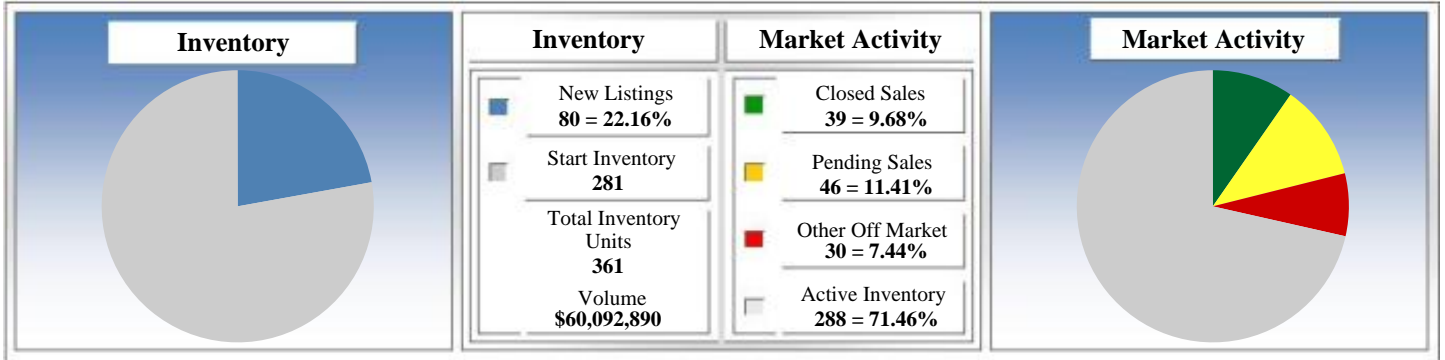 Inventory
Inventory
Market Activity
Market Activity
New Listings
80 = 22.16%
Start Inventory
281
Total Inventory
Units
361
Volume
$60,092,890
Closed Sales
39 = 9.68%
Pending Sales
46 = 11.41%
Other Off Market
30 = 7.44%
Active Inventory
288 = 71.46%